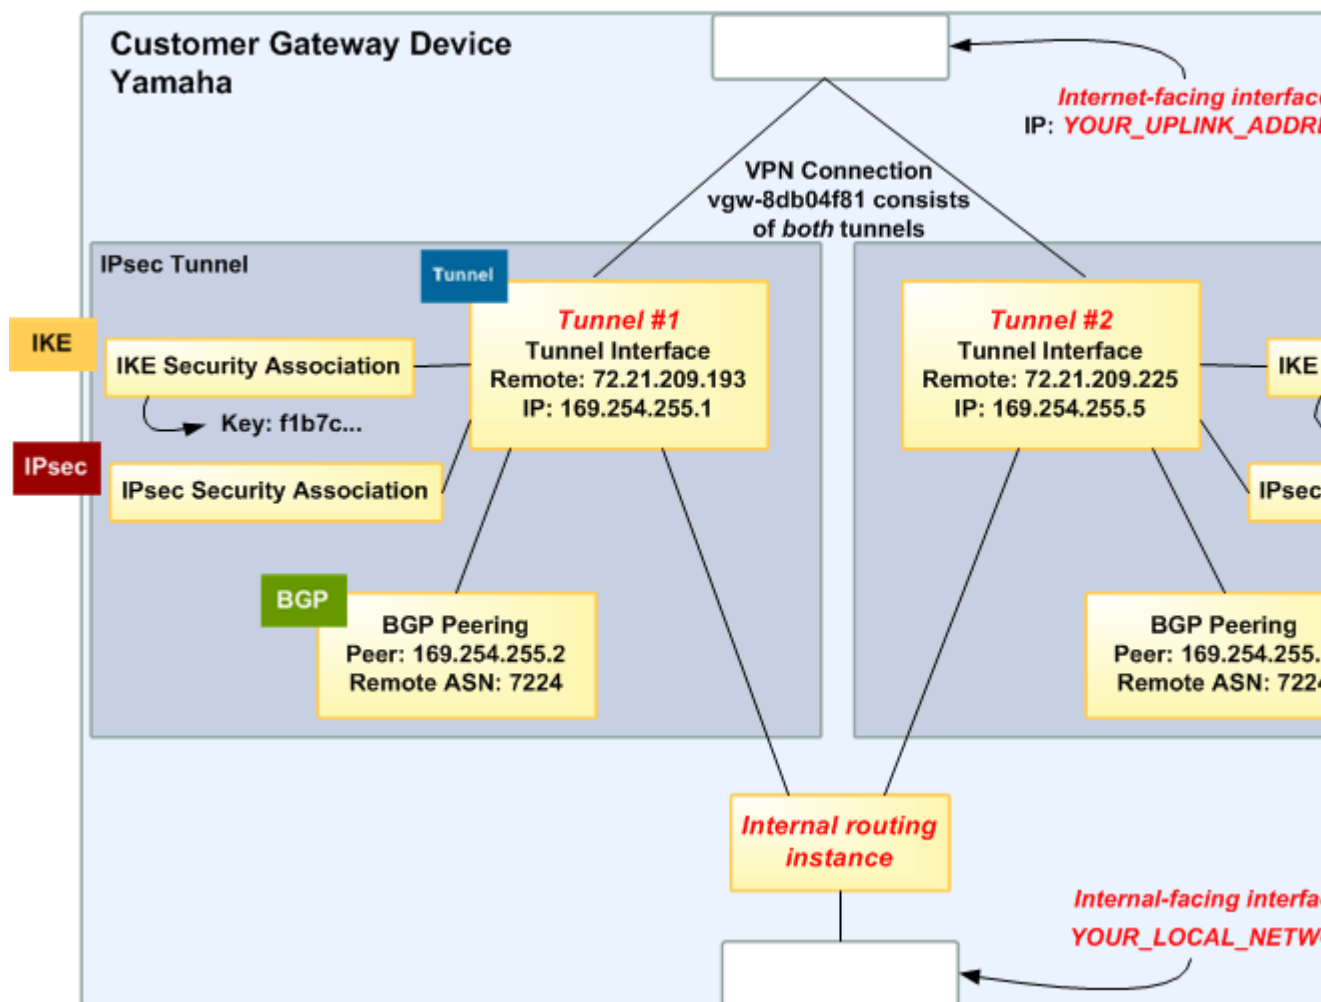 Customer Gateway Device
Yamaha
Internet-facing interface
IP: YOUR_UPLINK_ADDRE
VPN Connection
vgw-8db04f81 consists
of both tunnels
IPsec Tunnel
Tunnel
Tunnel #1
Tunnel Interface
Remote: 72.21.209.193
IP: 169.254.255.1
IKE
IKE Security Association
Key: f1b7c...
IPsec
IPsec Security Association
BGP
BGP Peering
Peer: 169.254.255.2
Remote ASN: 7224
Tunnel #2
Tunnel Interface
Remote: 72.21.209.225
IP: 169.254.255.5
IKE
IPsec
BGP Peering
Peer: 169.254.255.
Remote ASN: 7224
Internal routing
instance
Internal-facing interfa
YOUR_LOCAL_NETW